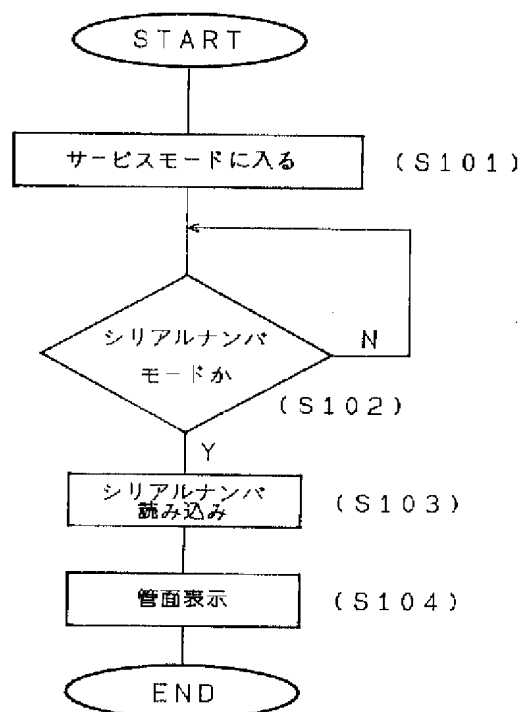 START
サービスモードに入る (S101)
シリアルナンバ
モードか
N
(S102)
Y
シリアルナンバ
読み込み
(S103)
管面表示 (S104)
END